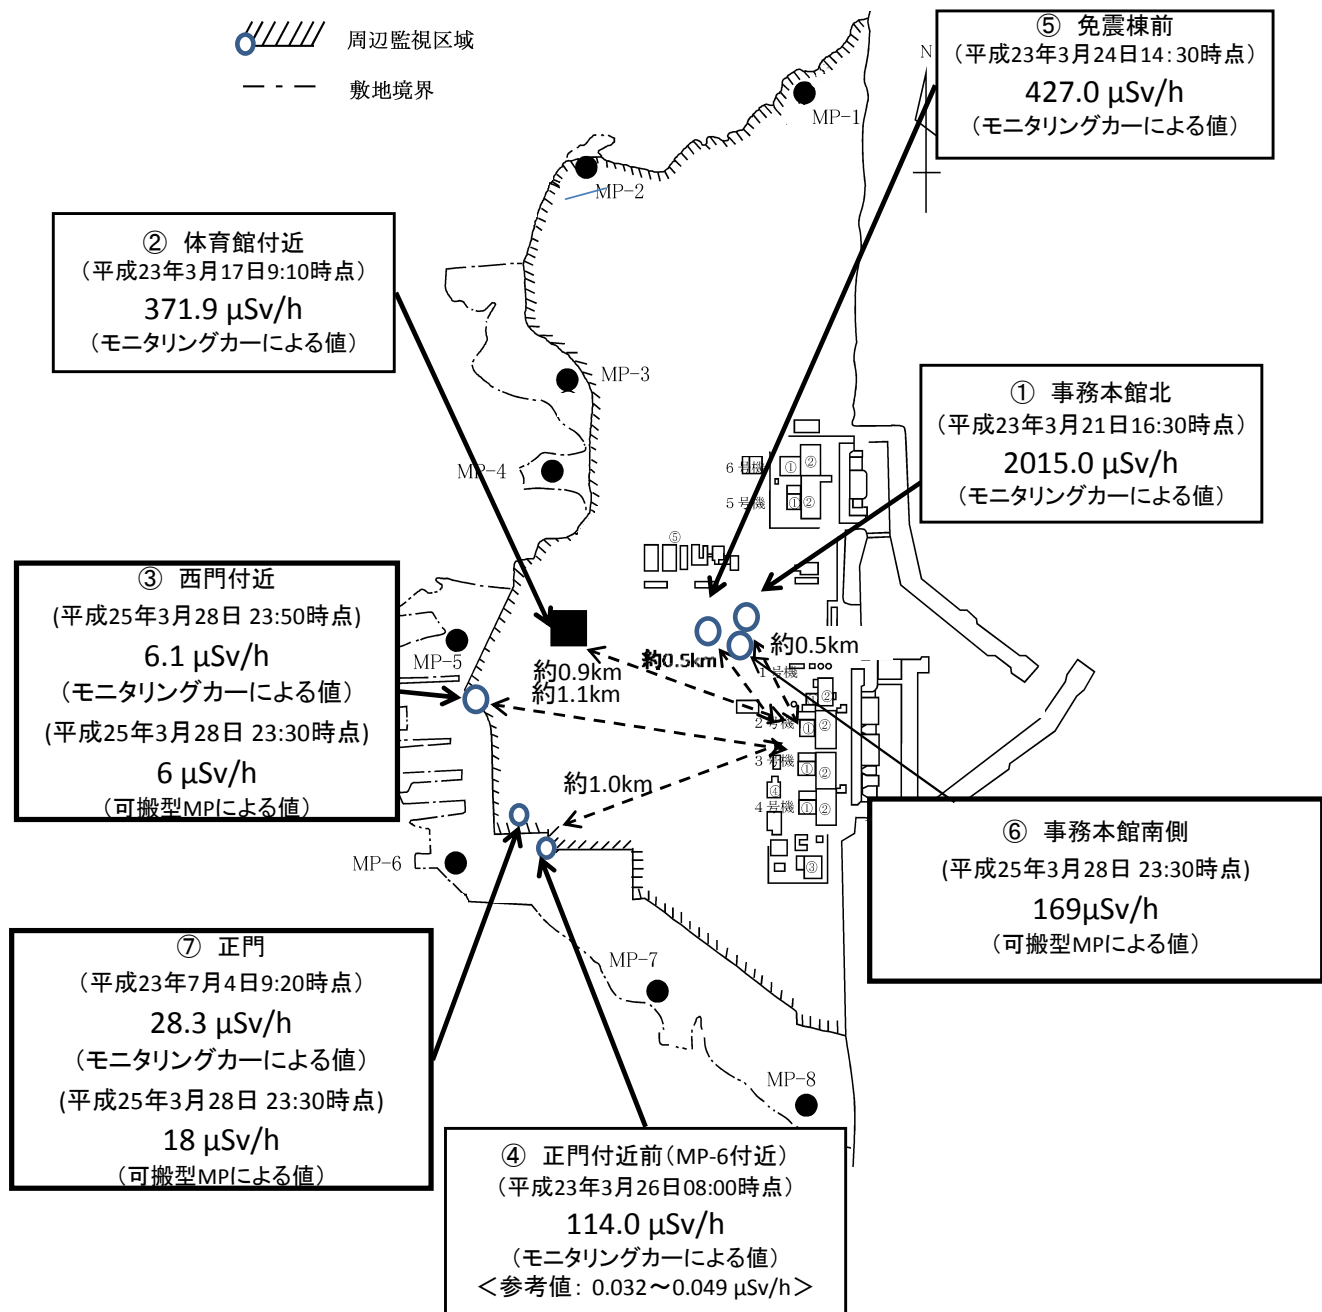 周辺監視区域
敷地境界
⑤ 免震棟前
（平成23年3月24日14:30時点）
427.0 μSv/h
（モニタリングカーによる値）
N
MP-1
MP-2
② 体育館付近
（平成23年3月17日9:10時点）
371.9 μSv/h
（モニタリングカーによる値）
MP-3
① 事務本館北
（平成23年3月21日16:30時点）
2015.0 μSv/h
（モニタリングカーによる値）
MP-4
6号機
① ②
5号機
① ②
⑤
③ 西門付近
(平成25年3月28日 23:50時点)
6.1 μSv/h
（モニタリングカーによる値）
(平成25年3月28日 23:30時点)
6 μSv/h
（可搬型MPによる値）
MP-5
約0.9km
約1.1km
約0.5km
約0.5km
1号機
②
2号機
① ②
3号機
① ②
④
4号機
① ②
③
約1.0km
MP-6
⑥ 事務本館南側
(平成25年3月28日 23:30時点)
169μSv/h
（可搬型MPによる値）
⑦ 正門
（平成23年7月4日9:20時点）
28.3 μSv/h
（モニタリングカーによる値）
(平成25年3月28日 23:30時点)
18 μSv/h
（可搬型MPによる値）
MP-7
MP-8
④ 正門付近前（MP-6付近）
（平成23年3月26日08:00時点）
114.0 μSv/h
（モニタリングカーによる値）
＜参考値: 0.032～0.049 μSv/h＞